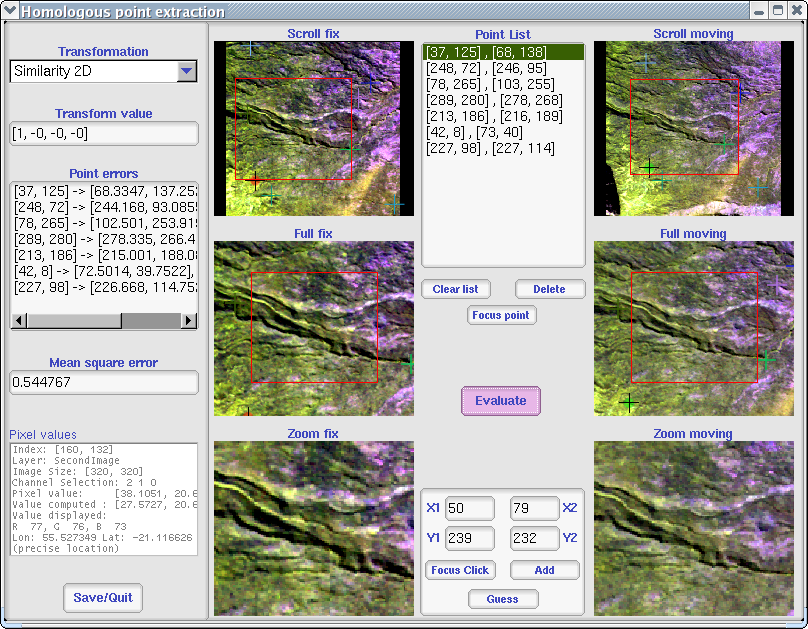 Homologous point extraction
Transformation
Similarity 2D
Transform value
[1, -0, -0, -0]
Point errors
[37, 125] -> [68.3347, 137.252
[248, 72] -> [244.168, 93.0855
[78, 265] -> [102.501, 253.919
[289, 280] -> [278.335, 266.4
[213, 186] -> [215.001, 188.08
[42, 8] -> [72.5014, 39.7522],
[227, 98] -> [226.668, 114.752
Mean square error
0.544767
Pixel values
Index: [160, 132]
Layer: SecondImage
Image Size: [320, 320]
Channel Selection: 2 1 0
Pixel value: [38.1051, 20.6
Value computed : [27.5727, 20.6
Value displayed:
R 77, G 76, B 73
Lon: 55.527349 Lat: -21.116626
(precise location)
Save/Quit
Scroll fix
Full fix
Zoom fix
Point List
[37, 125] , [68, 138]
[248, 72] , [246, 95]
[78, 265] , [103, 255]
[289, 280] , [278, 268]
[213, 186] , [216, 189]
[42, 8] , [73, 40]
[227, 98] , [227, 114]
Clear list Delete
Focus point
Evaluate
X1 50 79 X2
Y1 239 232 Y2
Focus Click Add
Guess
Scroll moving
Full moving
Zoom moving